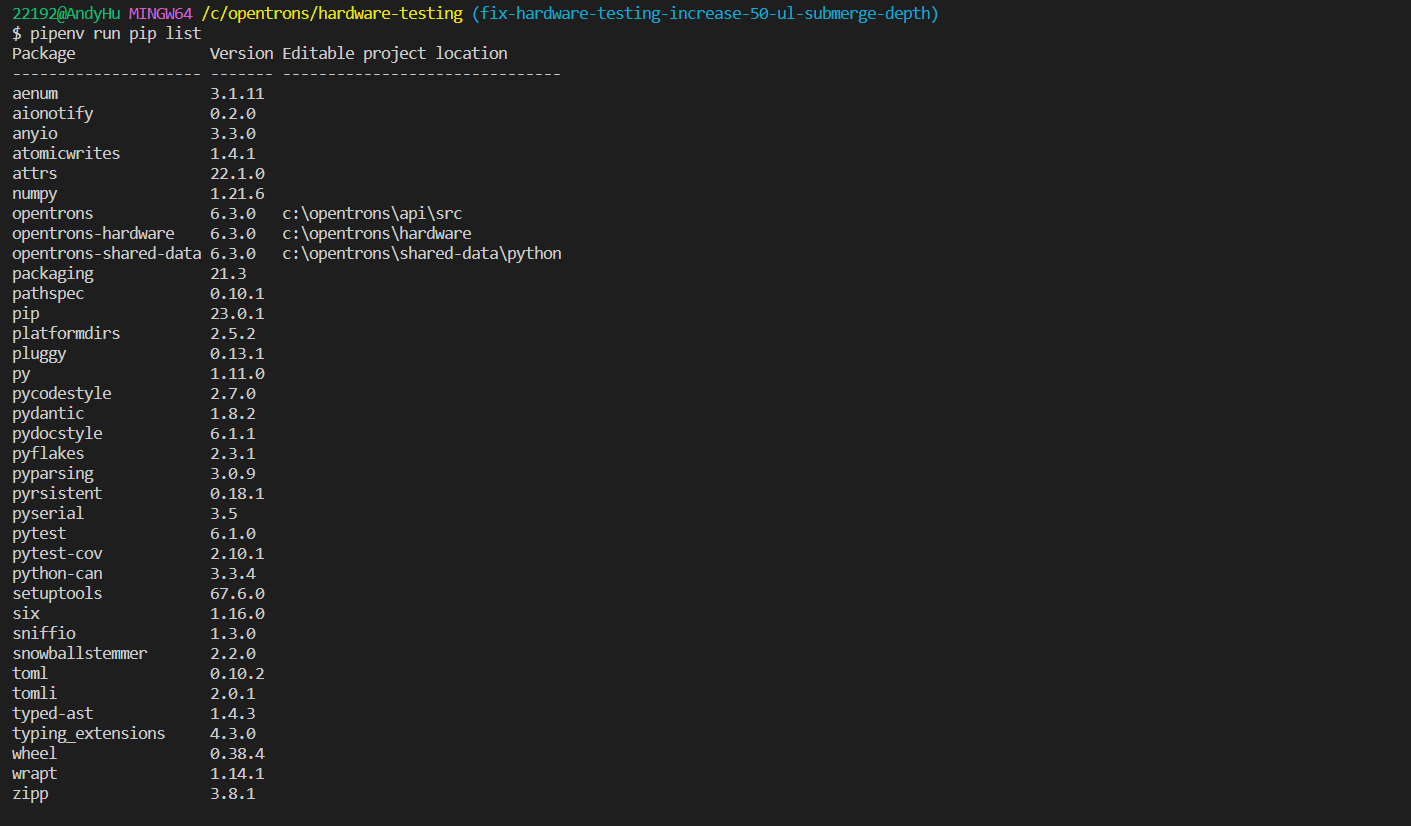 22192@AndyHu MINGW64 /c/opentrons/hardware-testing (fix-hardware-testing-increase-50-ul-submerge-depth)
$ pipenv run pip list
Package               Version Editable project location
--------------------- ------- -------------------------------
aenum                 3.1.11
aionotify             0.2.0
anyio                 3.3.0
atomicwrites          1.4.1
attrs                 22.1.0
numpy                 1.21.6
opentrons             6.3.0   c:\opentrons\api\src
opentrons-hardware    6.3.0   c:\opentrons\hardware
opentrons-shared-data 6.3.0   c:\opentrons\shared-data\python
packaging             21.3
pathspec              0.10.1
pip                   23.0.1
platformdirs          2.5.2
pluggy                0.13.1
py                    1.11.0
pycodestyle           2.7.0
pydantic              1.8.2
pydocstyle            6.1.1
pyflakes              2.3.1
pyparsing             3.0.9
pyrsistent            0.18.1
pyserial              3.5
pytest                6.1.0
pytest-cov            2.10.1
python-can            3.3.4
setuptools            67.6.0
six                   1.16.0
sniffio               1.3.0
snowballstemmer       2.2.0
toml                  0.10.2
tomli                 2.0.1
typed-ast             1.4.3
typing_extensions     4.3.0
wheel                 0.38.4
wrapt                 1.14.1
zipp                  3.8.1